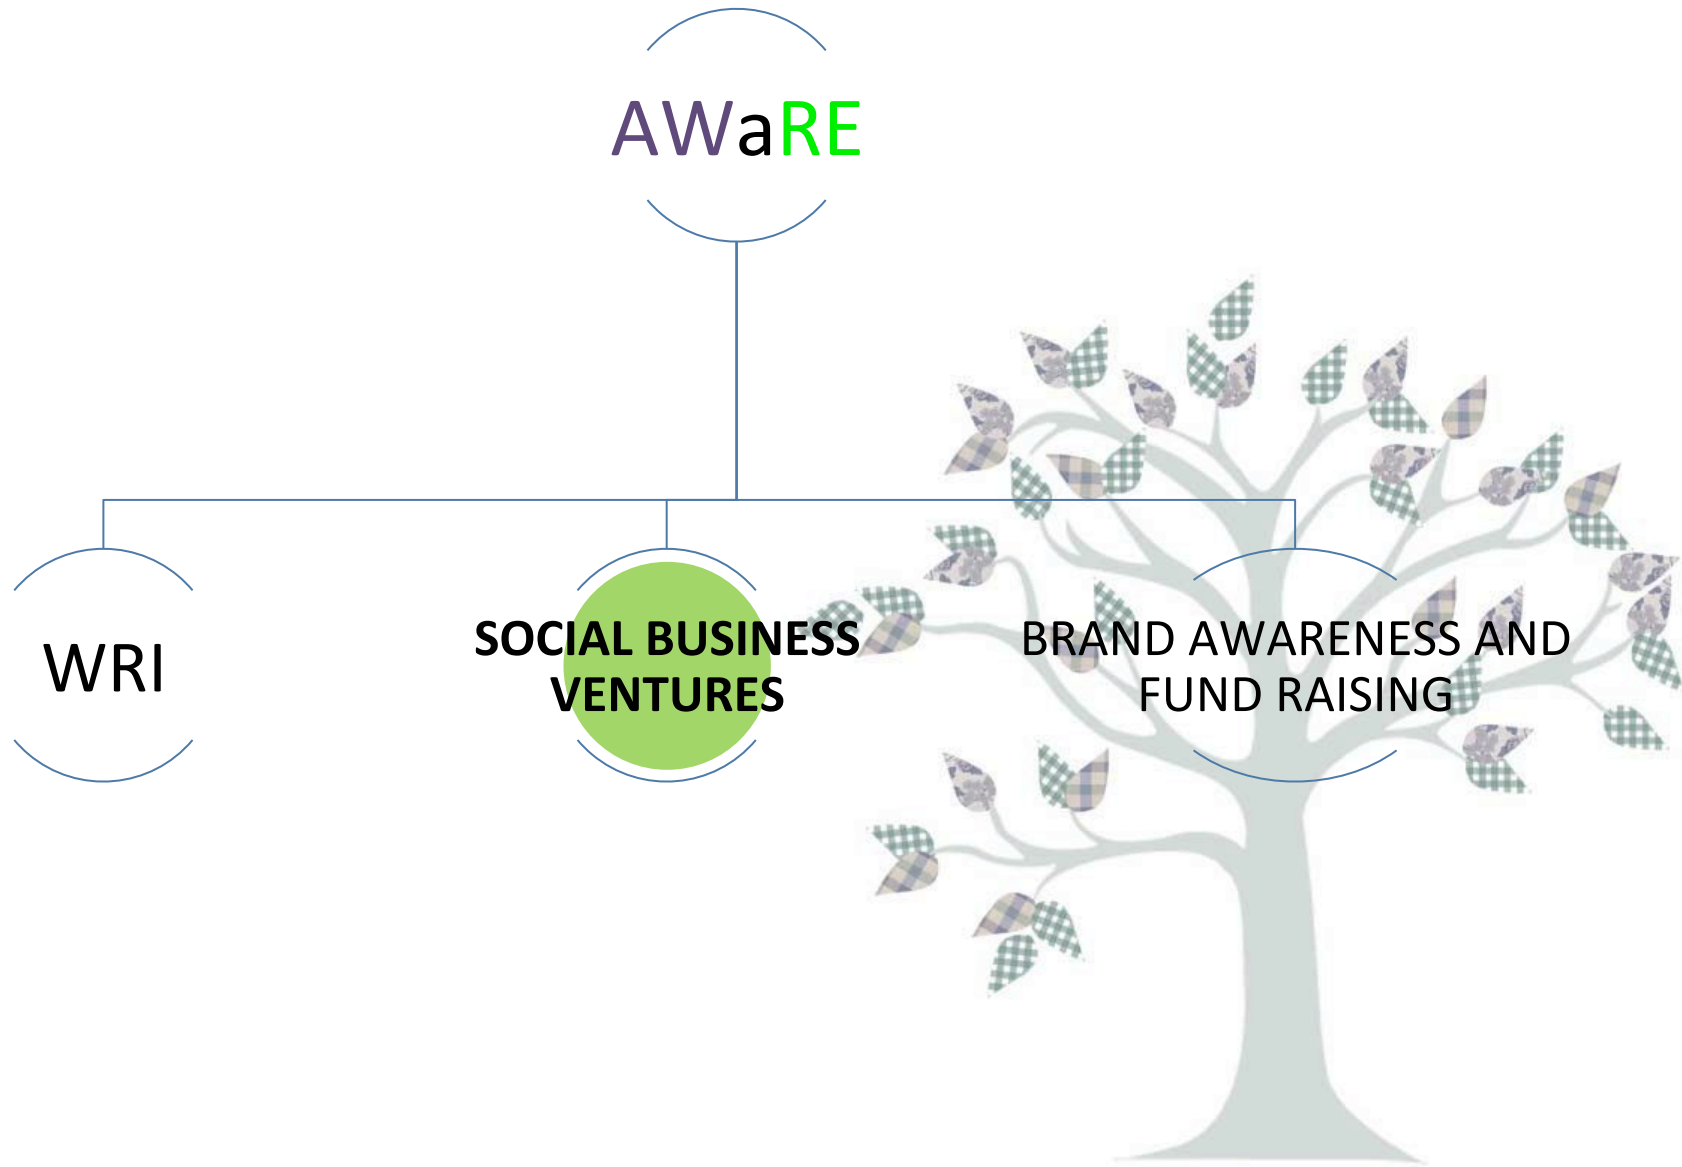 AWaRE
WRI
SOCIAL BUSINESS
VENTURES
BRAND AWARENESS AND
FUND RAISING